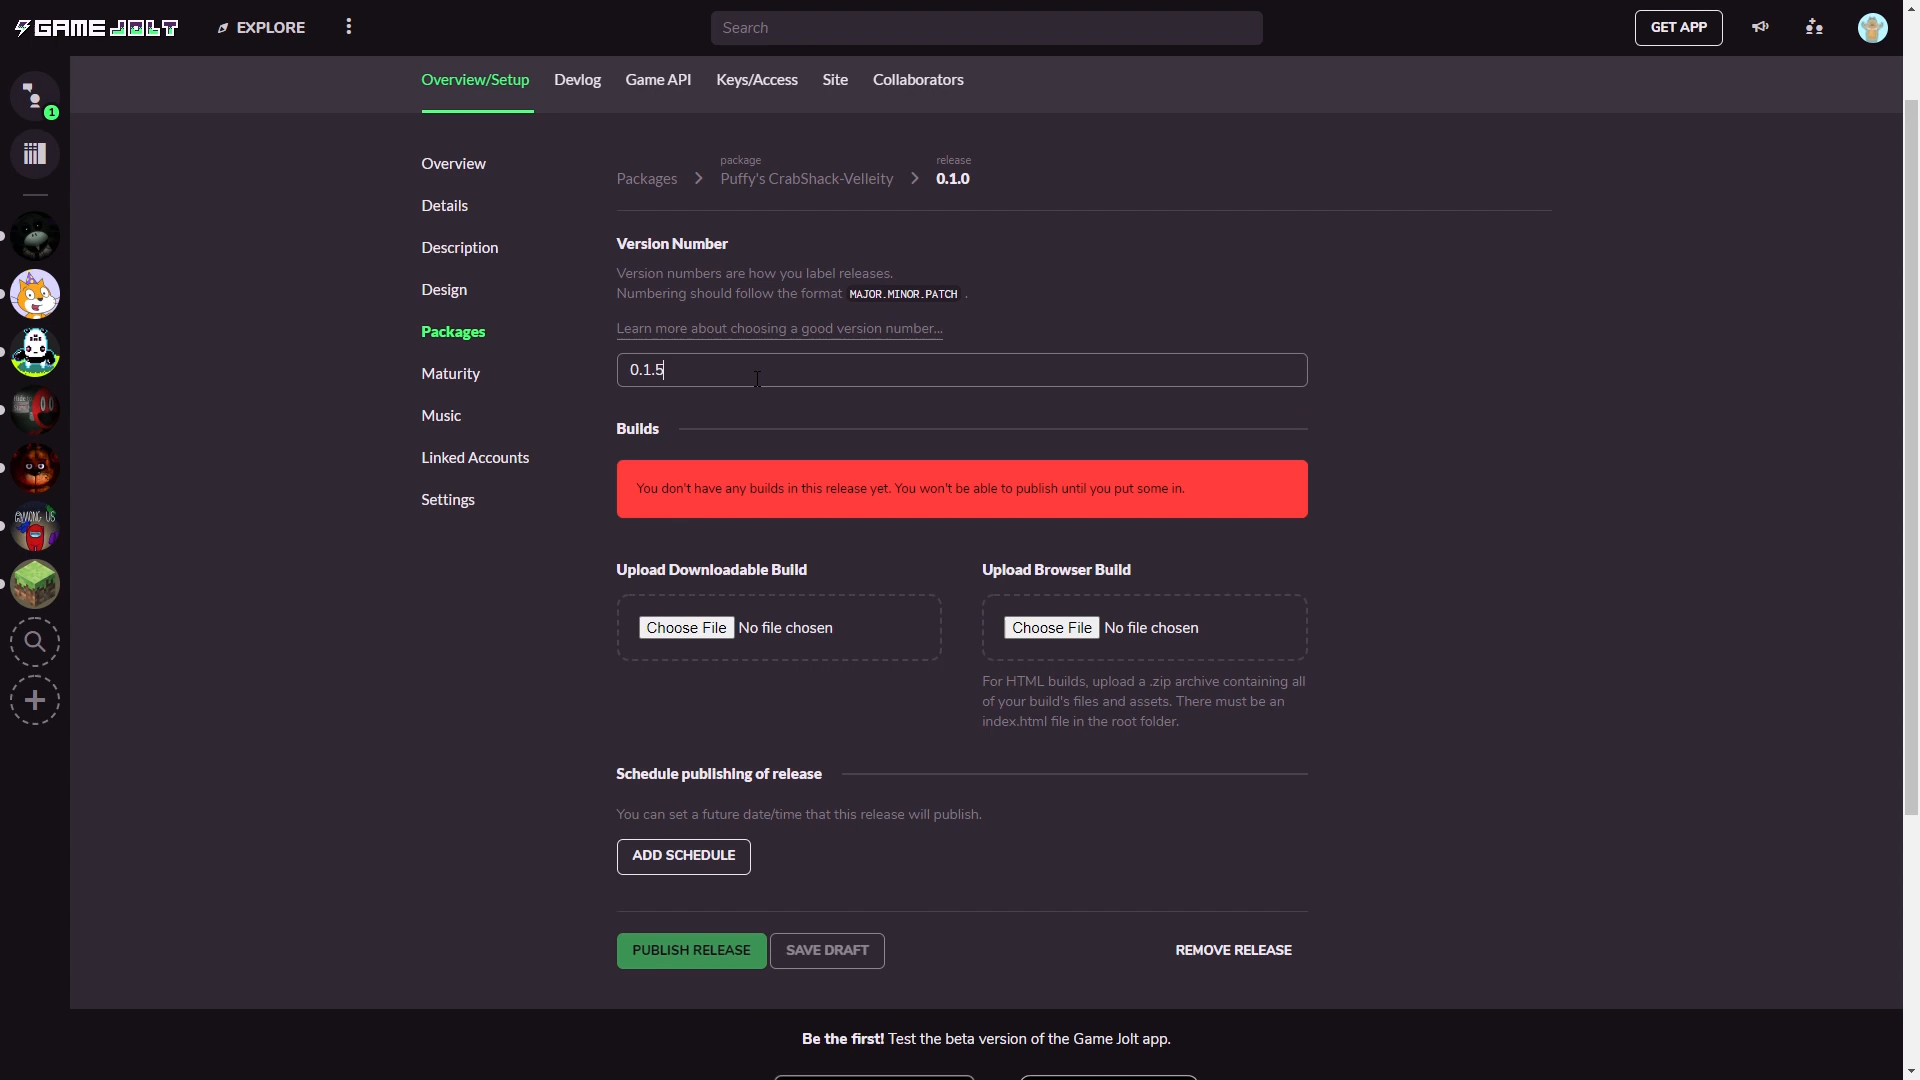 GAME JOLT
EXPLORE
Search
GET APP
Overview/Setup
Devlog
Game API
Keys/Access
Site
Collaborators
1
Overview
Details
Description
Design
Packages
Maturity
Music
Linked Accounts
Settings
package
release
Packages
Puffy's CrabShack-Velleity
0.1.0
Version Number
Version numbers are how you label releases.
Numbering should follow the format MAJOR.MINOR.PATCH .
Learn more about choosing a good version number...
0.1.5
Builds
You don't have any builds in this release yet. You won't be able to publish until you put some in.
Upload Downloadable Build
Choose File No file chosen
Upload Browser Build
Choose File No file chosen
For HTML builds, upload a .zip archive containing all
of your build's files and assets. There must be an
index.html file in the root folder.
AMONG US
Schedule publishing of release
You can set a future date/time that this release will publish.
ADD SCHEDULE
PUBLISH RELEASE
SAVE DRAFT
REMOVE RELEASE
Be the first! Test the beta version of the Game Jolt app.